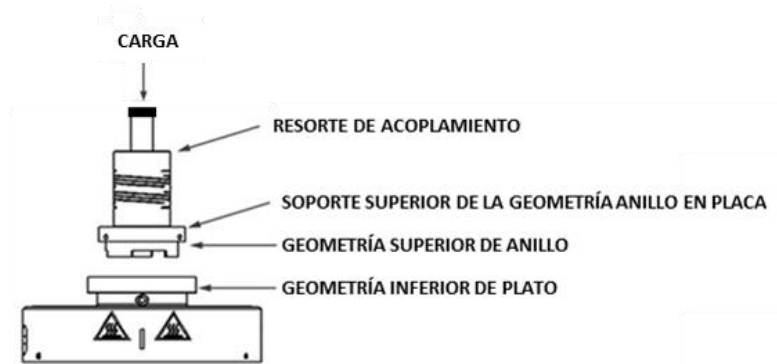 CARGA
RESORTE DE ACOPLAMIENTO
SOPORTE SUPERIOR DE LA GEOMETRÍA ANILLO EN PLACA
GEOMETRÍA SUPERIOR DE ANILLO
GEOMETRÍA INFERIOR DE PLATO